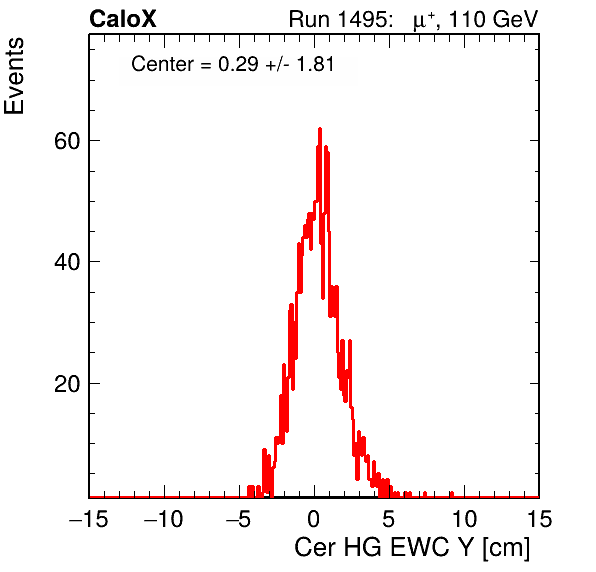 CaloX Run 1495: μ⁺, 110 GeV
Center = 0.29 +/- 1.81
Events
60
40
20
−15 −10 −5 0 5 10 15
Cer HG EWC Y [cm]